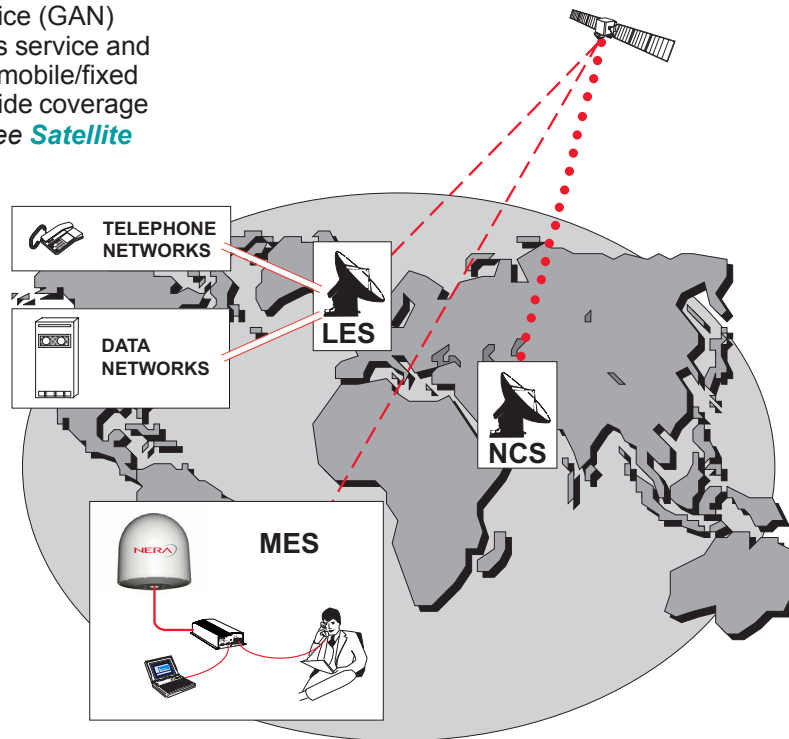 ice (GAN)
s service and
mobile/fixed
ide coverage
ee Satellite
TELEPHONE
NETWORKS
LES
DATA
NETWORKS
NCS
MES
NERA